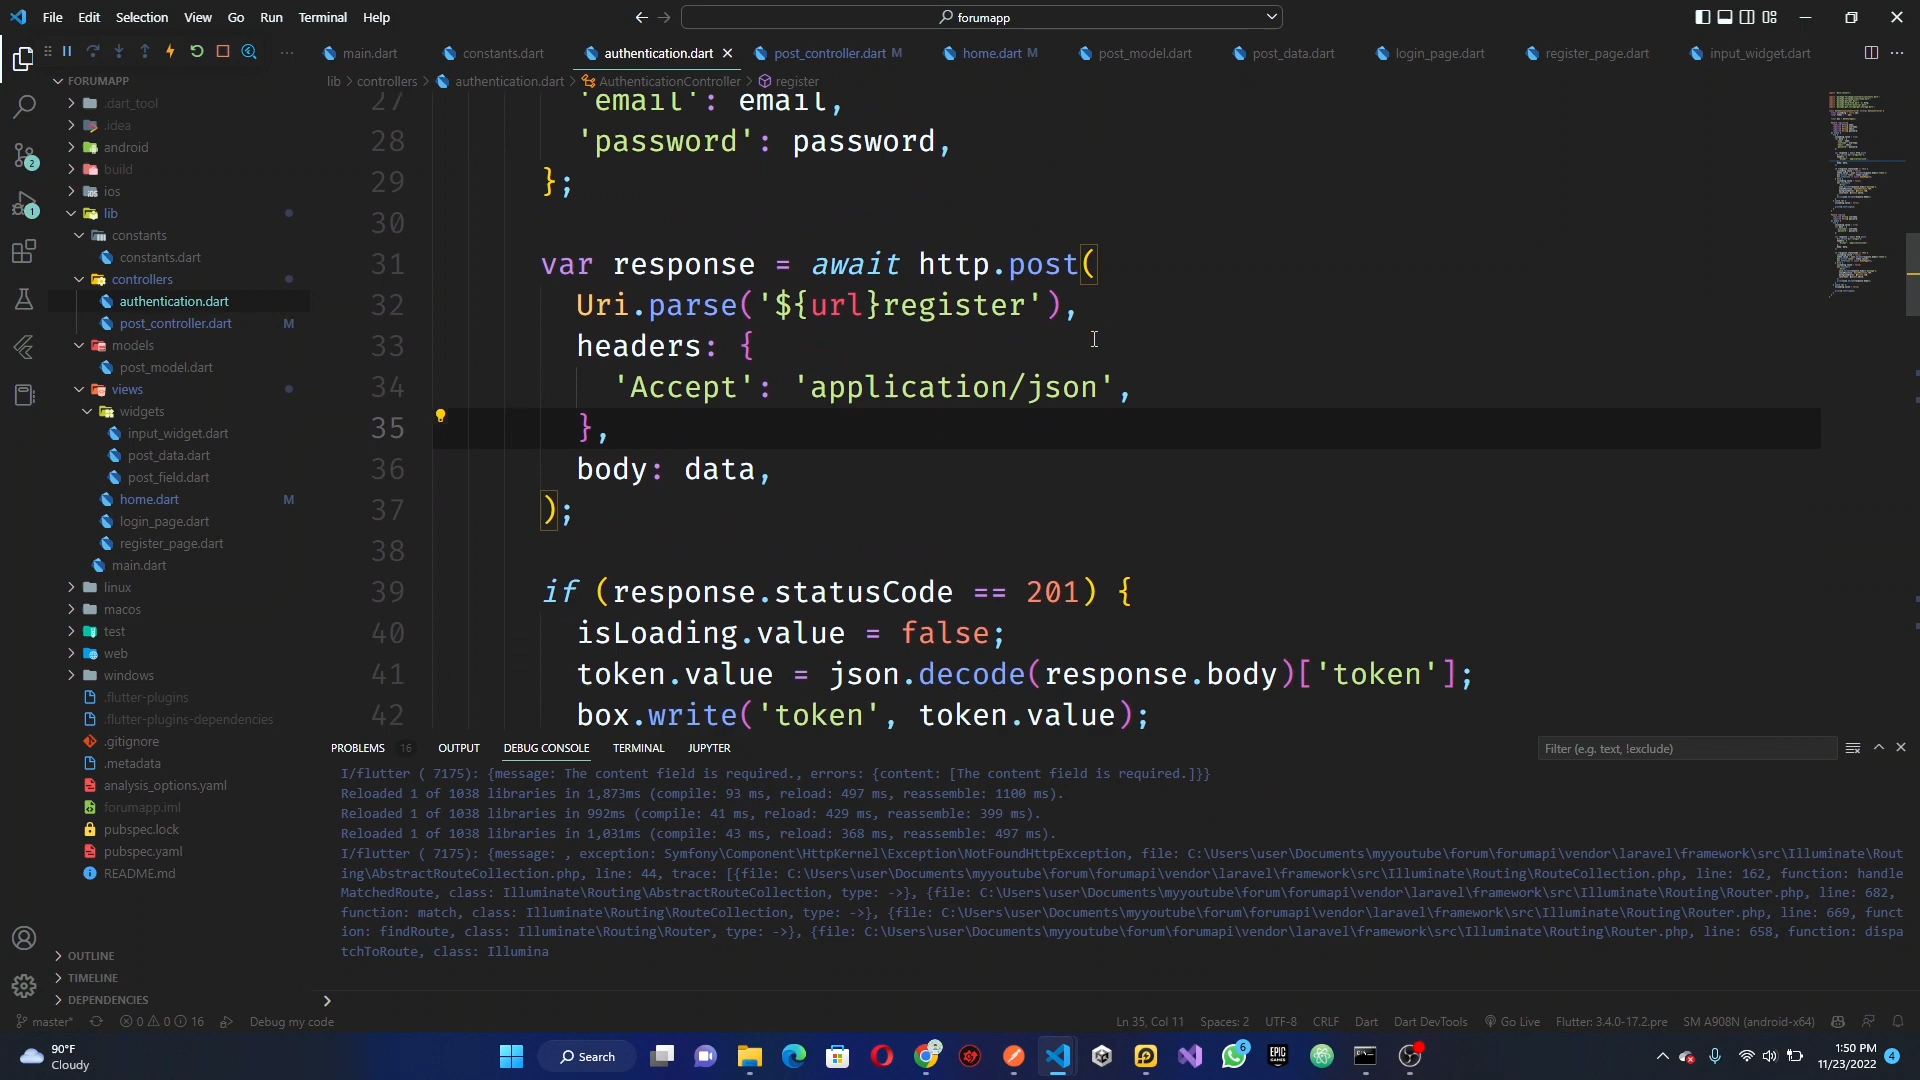 File Edit Selection View Go Run Terminal Help
forumapp
main.dart constants.dart authentication.dart post_controller.dart M home.dart M post_model.dart post_data.dart login_page.dart register_page.dart input_widget.dart
lib > controllers > authentication.dart > AuthenticationController > register
FORUMAPP
.dart_tool
.idea
android
build
ios
lib
constants
constants.dart
controllers
authentication.dart
post_controller.dart M
models
post_model.dart
views
widgets
input_widget.dart
post_data.dart
post_field.dart
home.dart M
login_page.dart
register_page.dart
main.dart
linux
macos
test
web
windows
.flutter-plugins
.flutter-plugins-dependencies
.gitignore
.metadata
analysis_options.yaml
forumapp.iml
pubspec.lock
pubspec.yaml
README.md
OUTLINE
TIMELINE
DEPENDENCIES
27 'email': email,
28 'password': password,
29 };
30
31 var response = await http.post(
32 Uri.parse('${url}register'),
33 headers: {
34 'Accept': 'application/json',
35 },
36 body: data,
37 );
38
39 if (response.statusCode == 201) {
40 isLoading.value = false;
41 token.value = json.decode(response.body)['token'];
42 box.write('token', token.value);
PROBLEMS 16 OUTPUT DEBUG CONSOLE TERMINAL JUPYTER Filter (e.g. text, !exclude)
I/flutter ( 7175): {message: The content field is required., errors: {content: [The content field is required.]}}
Reloaded 1 of 1038 libraries in 1,873ms (compile: 93 ms, reload: 497 ms, reassemble: 1100 ms).
Reloaded 1 of 1038 libraries in 992ms (compile: 41 ms, reload: 429 ms, reassemble: 399 ms).
Reloaded 1 of 1038 libraries in 1,031ms (compile: 43 ms, reload: 368 ms, reassemble: 497 ms).
I/flutter ( 7175): {message: , exception: Symfony\Component\HttpKernel\Exception\NotFoundHttpException, file: C:\Users\user\Documents\myyoutube\forum\forumapi\vendor\laravel\framework\src\Illuminate\Rout
ing\AbstractRouteCollection.php, line: 44, trace: [{file: C:\Users\user\Documents\myyoutube\forum\forumapi\vendor\laravel\framework\src\Illuminate\Routing\RouteCollection.php, line: 162, function: handle
MatchedRoute, class: Illuminate\Routing\AbstractRouteCollection, type: ->}, {file: C:\Users\user\Documents\myyoutube\forum\forumapi\vendor\laravel\framework\src\Illuminate\Routing\Router.php, line: 682,
function: match, class: Illuminate\Routing\RouteCollection, type: ->}, {file: C:\Users\user\Documents\myyoutube\forum\forumapi\vendor\laravel\framework\src\Illuminate\Routing\Router.php, line: 669, funct
ion: findRoute, class: Illuminate\Routing\Router, type: ->}, {file: C:\Users\user\Documents\myyoutube\forum\forumapi\vendor\laravel\framework\src\Illuminate\Routing\Router.php, line: 658, function: dispa
tchToRoute, class: Illumina
master* 0 0 16 Debug my code Ln 35, Col 11 Spaces: 2 UTF-8 CRLF Dart Dart DevTools Go Live Flutter: 3.4.0-17.2.pre SM A908N (android-x64)
90°F
Cloudy
Search
1:50 PM
11/23/2022